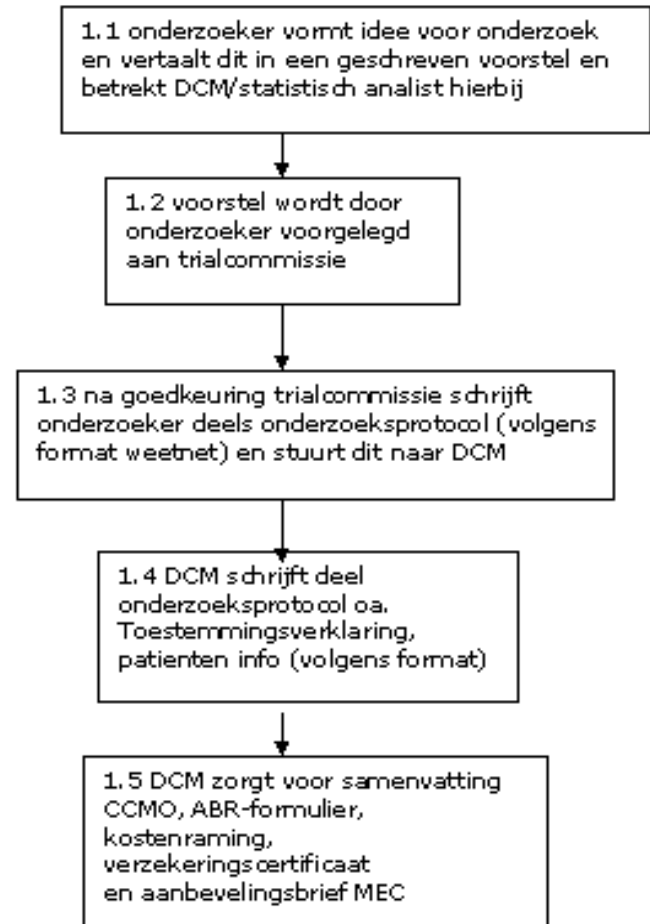 1.1 onderzoeker vormt idee voor onderzoek
en vertaalt dit in een geschreven voorstel en
betrekt DCM/statistisch analist hierbij
1.2 voorstel wordt door
onderzoeker voorgelegd
aan trialcommissie
1.3 na goedkeuring trialcommissie schrijft
onderzoeker deels onderzoeksprotocol (volgens
format weetnet) en stuurt dit naar DCM
1.4 DCM schrijft deel
onderzoeksprotocol oa.
Toestemmingsverklaring,
patienten info (volgens format)
1.5 DCM zorgt voor samenvatting
CCMO, ABR-formulier,
kostenraming,
verzekeringscertificaat
en aanbevelingsbrief MEC